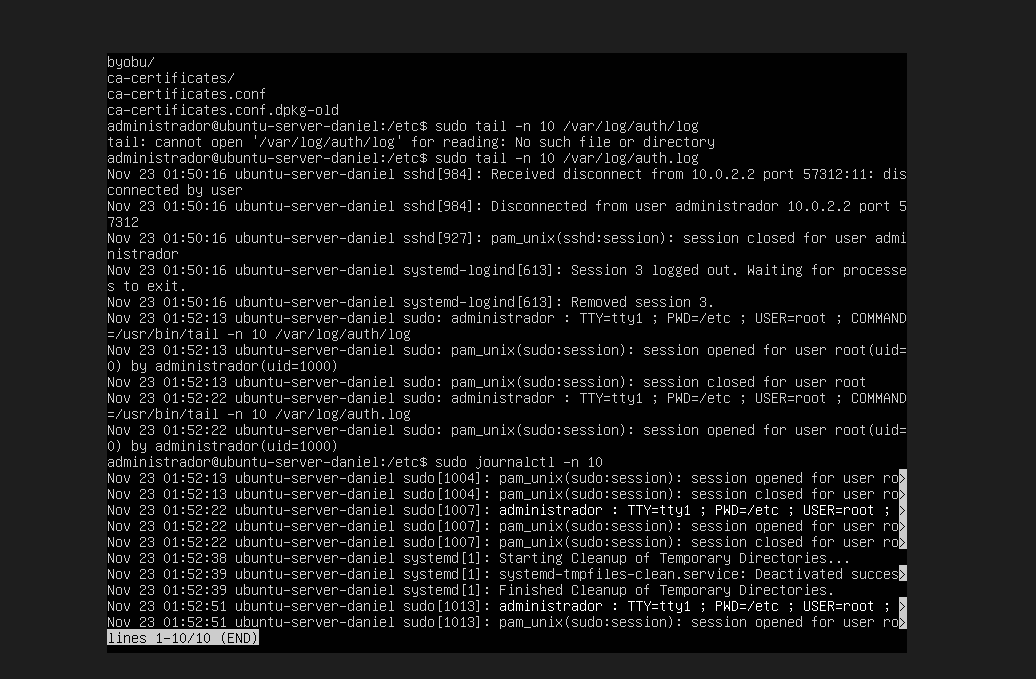 byobu/
ca-certificates/
ca-certificates.conf
ca-certificates.conf.dpkg-old
administrador@ubuntu-server-daniel:/etc$ sudo tail -n 10 /var/log/auth/log
tail: cannot open '/var/log/auth/log' for reading: No such file or directory
administrador@ubuntu-server-daniel:/etc$ sudo tail -n 10 /var/log/auth.log
Nov 23 01:50:16 ubuntu-server-daniel sshd[984]: Received disconnect from 10.0.2.2 port 57312:11: dis
connected by user
Nov 23 01:50:16 ubuntu-server-daniel sshd[984]: Disconnected from user administrador 10.0.2.2 port 5
7312
Nov 23 01:50:16 ubuntu-server-daniel sshd[927]: pam_unix(sshd:session): session closed for user admi
nistrador
Nov 23 01:50:16 ubuntu-server-daniel systemd-logind[613]: Session 3 logged out. Waiting for processe
s to exit.
Nov 23 01:50:16 ubuntu-server-daniel systemd-logind[613]: Removed session 3.
Nov 23 01:52:13 ubuntu-server-daniel sudo: administrador : TTY=tty1 ; PWD=/etc ; USER=root ; COMMAND
=/usr/bin/tail -n 10 /var/log/auth/log
Nov 23 01:52:13 ubuntu-server-daniel sudo: pam_unix(sudo:session): session opened for user root(uid=
0) by administrador(uid=1000)
Nov 23 01:52:13 ubuntu-server-daniel sudo: pam_unix(sudo:session): session closed for user root
Nov 23 01:52:22 ubuntu-server-daniel sudo: administrador : TTY=tty1 ; PWD=/etc ; USER=root ; COMMAND
=/usr/bin/tail -n 10 /var/log/auth.log
Nov 23 01:52:22 ubuntu-server-daniel sudo: pam_unix(sudo:session): session opened for user root(uid=
0) by administrador(uid=1000)
administrador@ubuntu-server-daniel:/etc$ sudo journalctl -n 10
Nov 23 01:52:13 ubuntu-server-daniel sudo[1004]: pam_unix(sudo:session): session opened for user ro>
Nov 23 01:52:13 ubuntu-server-daniel sudo[1004]: pam_unix(sudo:session): session closed for user ro>
Nov 23 01:52:22 ubuntu-server-daniel sudo[1007]: administrador : TTY=tty1 ; PWD=/etc ; USER=root ; >
Nov 23 01:52:22 ubuntu-server-daniel sudo[1007]: pam_unix(sudo:session): session opened for user ro>
Nov 23 01:52:22 ubuntu-server-daniel sudo[1007]: pam_unix(sudo:session): session closed for user ro>
Nov 23 01:52:38 ubuntu-server-daniel systemd[1]: Starting Cleanup of Temporary Directories...
Nov 23 01:52:39 ubuntu-server-daniel systemd[1]: systemd-tmpfiles-clean.service: Deactivated succes>
Nov 23 01:52:39 ubuntu-server-daniel systemd[1]: Finished Cleanup of Temporary Directories.
Nov 23 01:52:51 ubuntu-server-daniel sudo[1013]: administrador : TTY=tty1 ; PWD=/etc ; USER=root ; >
Nov 23 01:52:51 ubuntu-server-daniel sudo[1013]: pam_unix(sudo:session): session opened for user ro>
lines 1-10/10 (END)